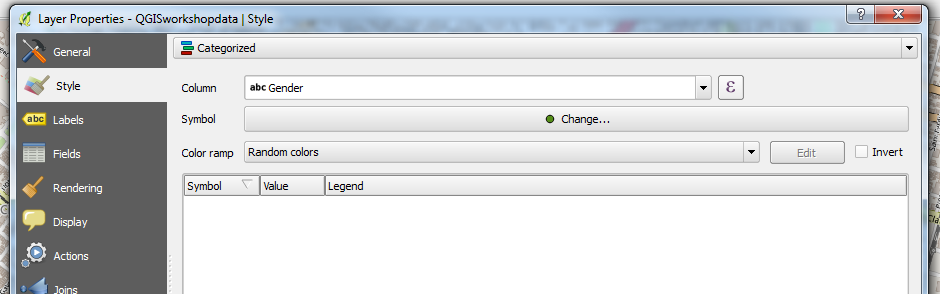 Layer Properties - QGISworkshopdata | Style
General
Categorized
Style
Column
abc Gender
ε
Labels
abc
Symbol
Change...
Fields
Color ramp
Random colors
Edit
Invert
Rendering
Symbol
Value
Legend
Display
Actions
Joins